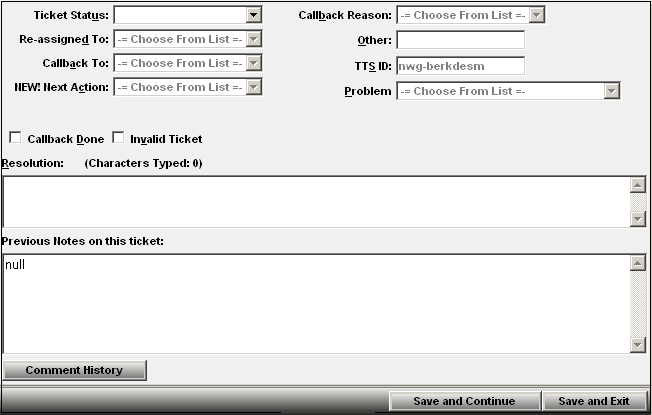 Ticket Status:
Callback Reason: -= Choose From List =-
Re-assigned To: -= Choose From List =-
Other:
Callback To: -= Choose From List =-
TTS ID: nwg-berkdesm
NEW! Next Action: -= Choose From List =-
Problem -= Choose From List =-
Callback Done Invalid Ticket
Resolution: (Characters Typed: 0)
Previous Notes on this ticket:
null
Comment History
Save and Continue Save and Exit